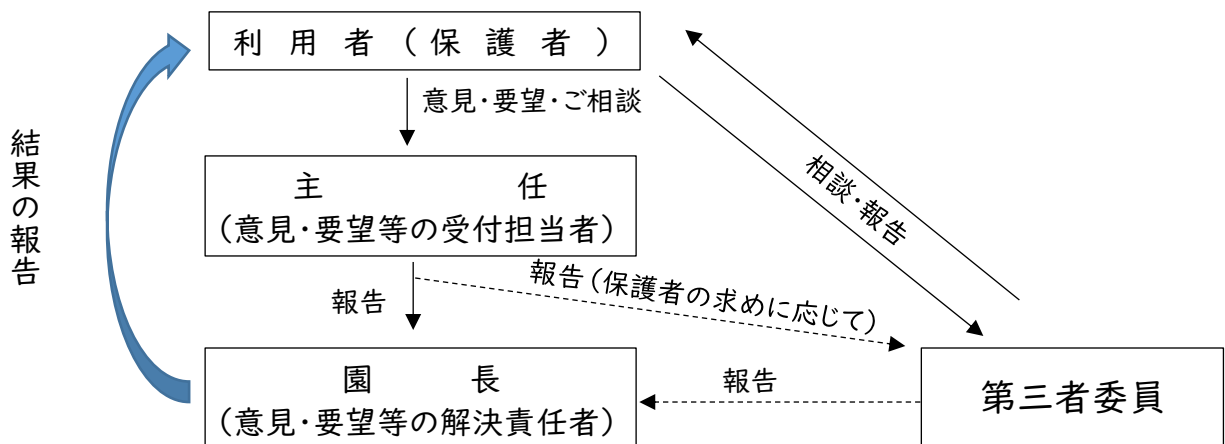 利用者（保護者）
意見・要望・ご相談
結果の報告
相談・報告
主任
（意見・要望等の受付担当者）
報告（保護者の求めに応じて）
報告
園長
（意見・要望等の解決責任者）
報告
第三者委員